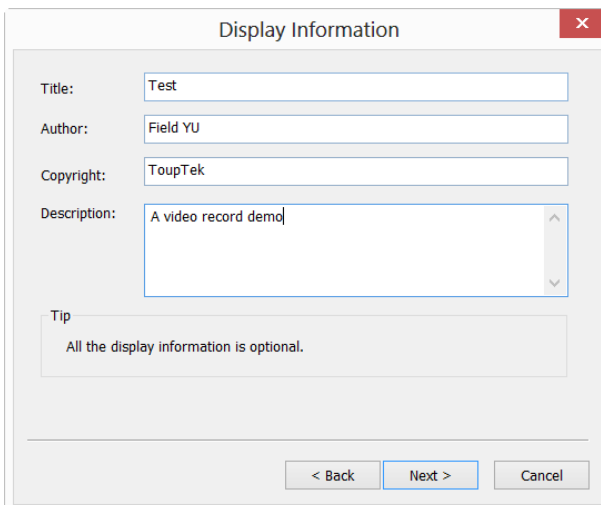 Display Information
Title: Test
Author: Field YU
Copyright: ToupTek
Description: A video record demo
Tip
All the display information is optional.
< Back Next > Cancel